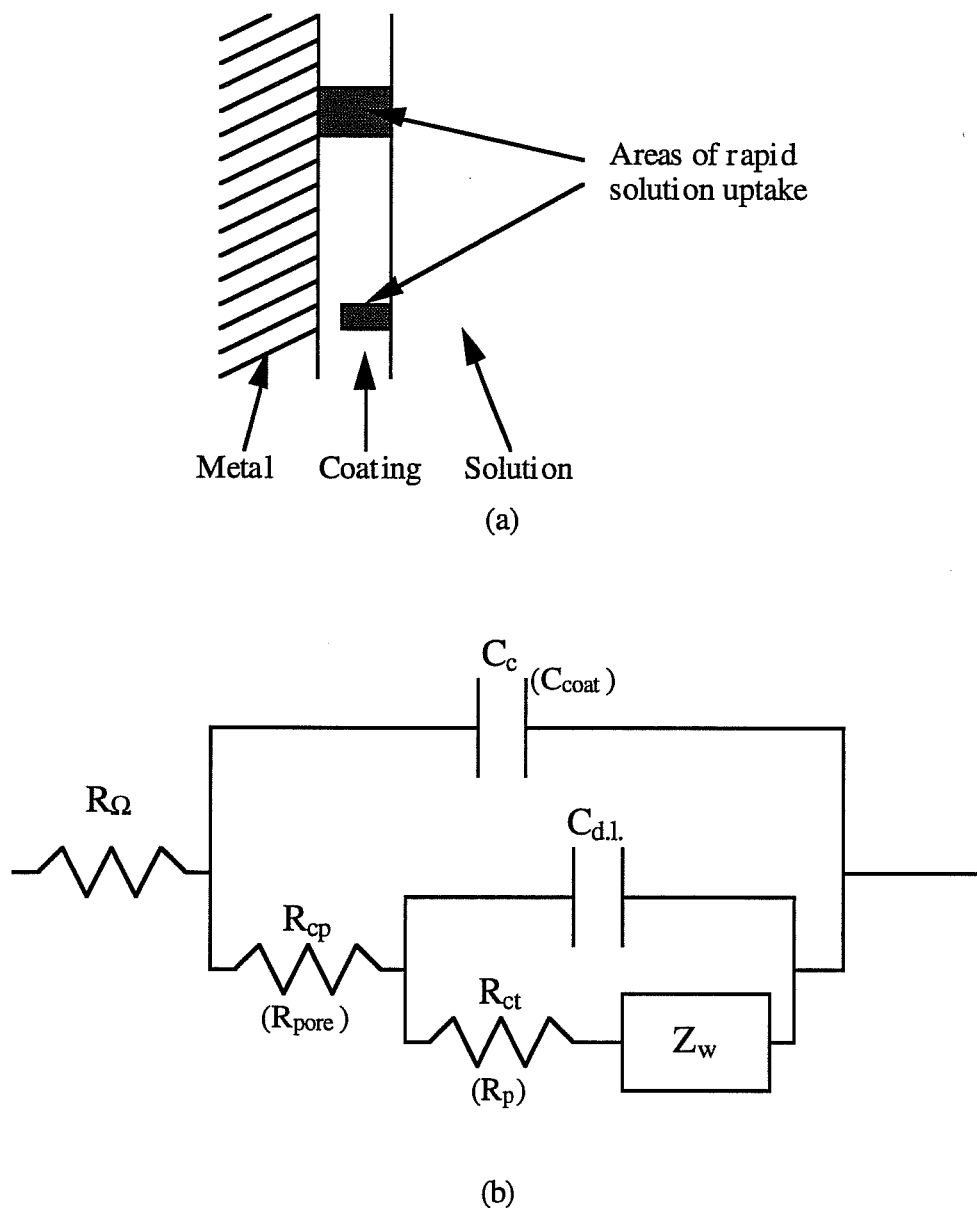 Areas of rapid
solution uptake
Metal
Coating
Solution
(a)
C_c
(C_coat)
R_Ω
C_d.l.
R_cp
(R_pore)
R_ct
(R_p)
Z_w
(b)